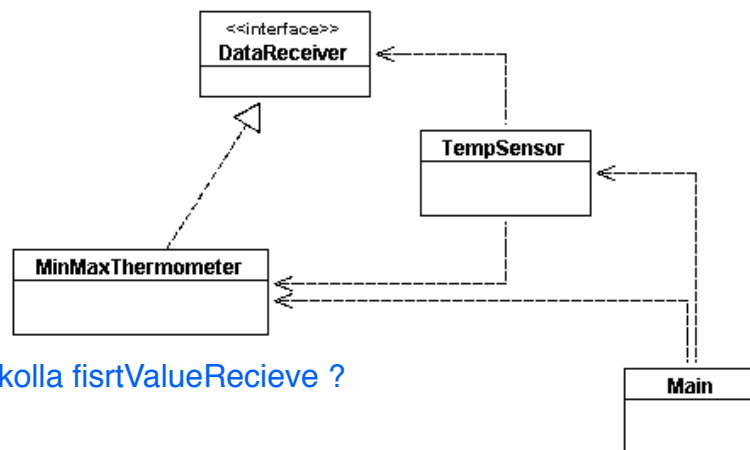 <<interface>>
DataReceiver
TempSensor
MinMaxThermometer
kolla fisrtValueRecieve ?
Main